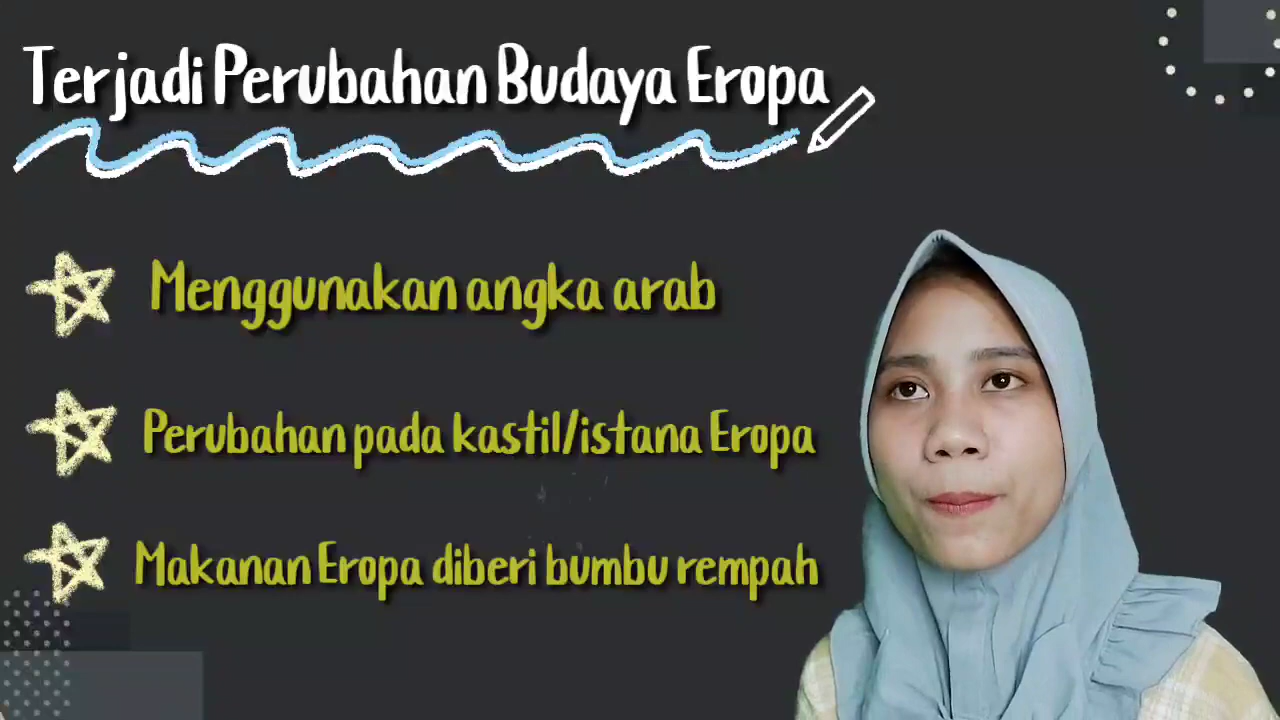 Terjadi Perubahan Budaya Eropa
Menggunakan angka arab
Perubahan pada kastil/istana Eropa
Makanan Eropa diberi bumbu rempah